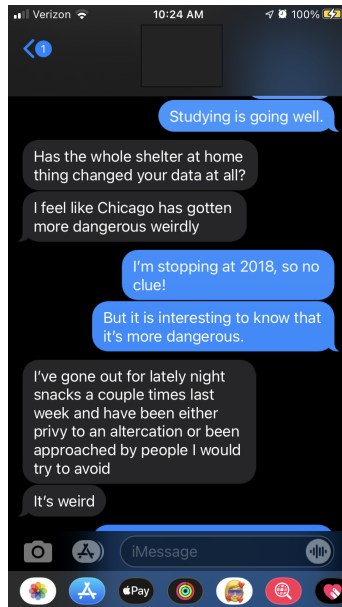 Verizon 10:24 AM 100%
1
Studying is going well.
Has the whole shelter at home
thing changed your data at all?
I feel like Chicago has gotten
more dangerous weirdly
I'm stopping at 2018, so no
clue!
But it is interesting to know that
it's more dangerous.
I've gone out for lately night
snacks a couple times last
week and have been either
privy to an altercation or been
approached by people I would
try to avoid
It's weird
iMessage
Pay